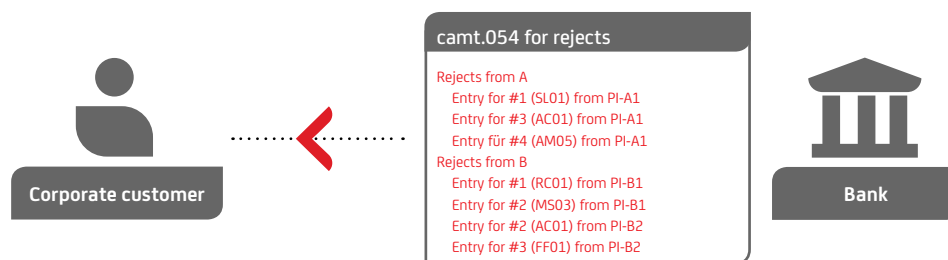 camt.054 for rejects
Rejects from A
Entry for #1 (SL01) from PI-A1
Entry for #3 (AC01) from PI-A1
Entry für #4 (AM05) from PI-A1
Rejects from B
Entry for #1 (RC01) from PI-B1
Entry for #2 (MS03) from PI-B1
Entry for #2 (AC01) from PI-B2
Entry for #3 (FF01) from PI-B2
Corporate customer
Bank